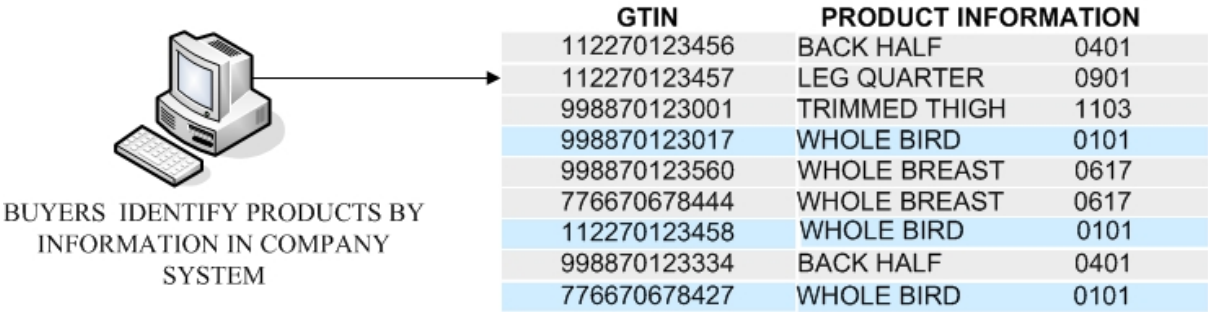 GTIN PRODUCT INFORMATION
112270123456 BACK HALF 0401
112270123457 LEG QUARTER 0901
998870123001 TRIMMED THIGH 1103
998870123017 WHOLE BIRD 0101
998870123560 WHOLE BREAST 0617
776670678444 WHOLE BREAST 0617
112270123458 WHOLE BIRD 0101
998870123334 BACK HALF 0401
776670678427 WHOLE BIRD 0101
BUYERS IDENTIFY PRODUCTS BY
INFORMATION IN COMPANY
SYSTEM